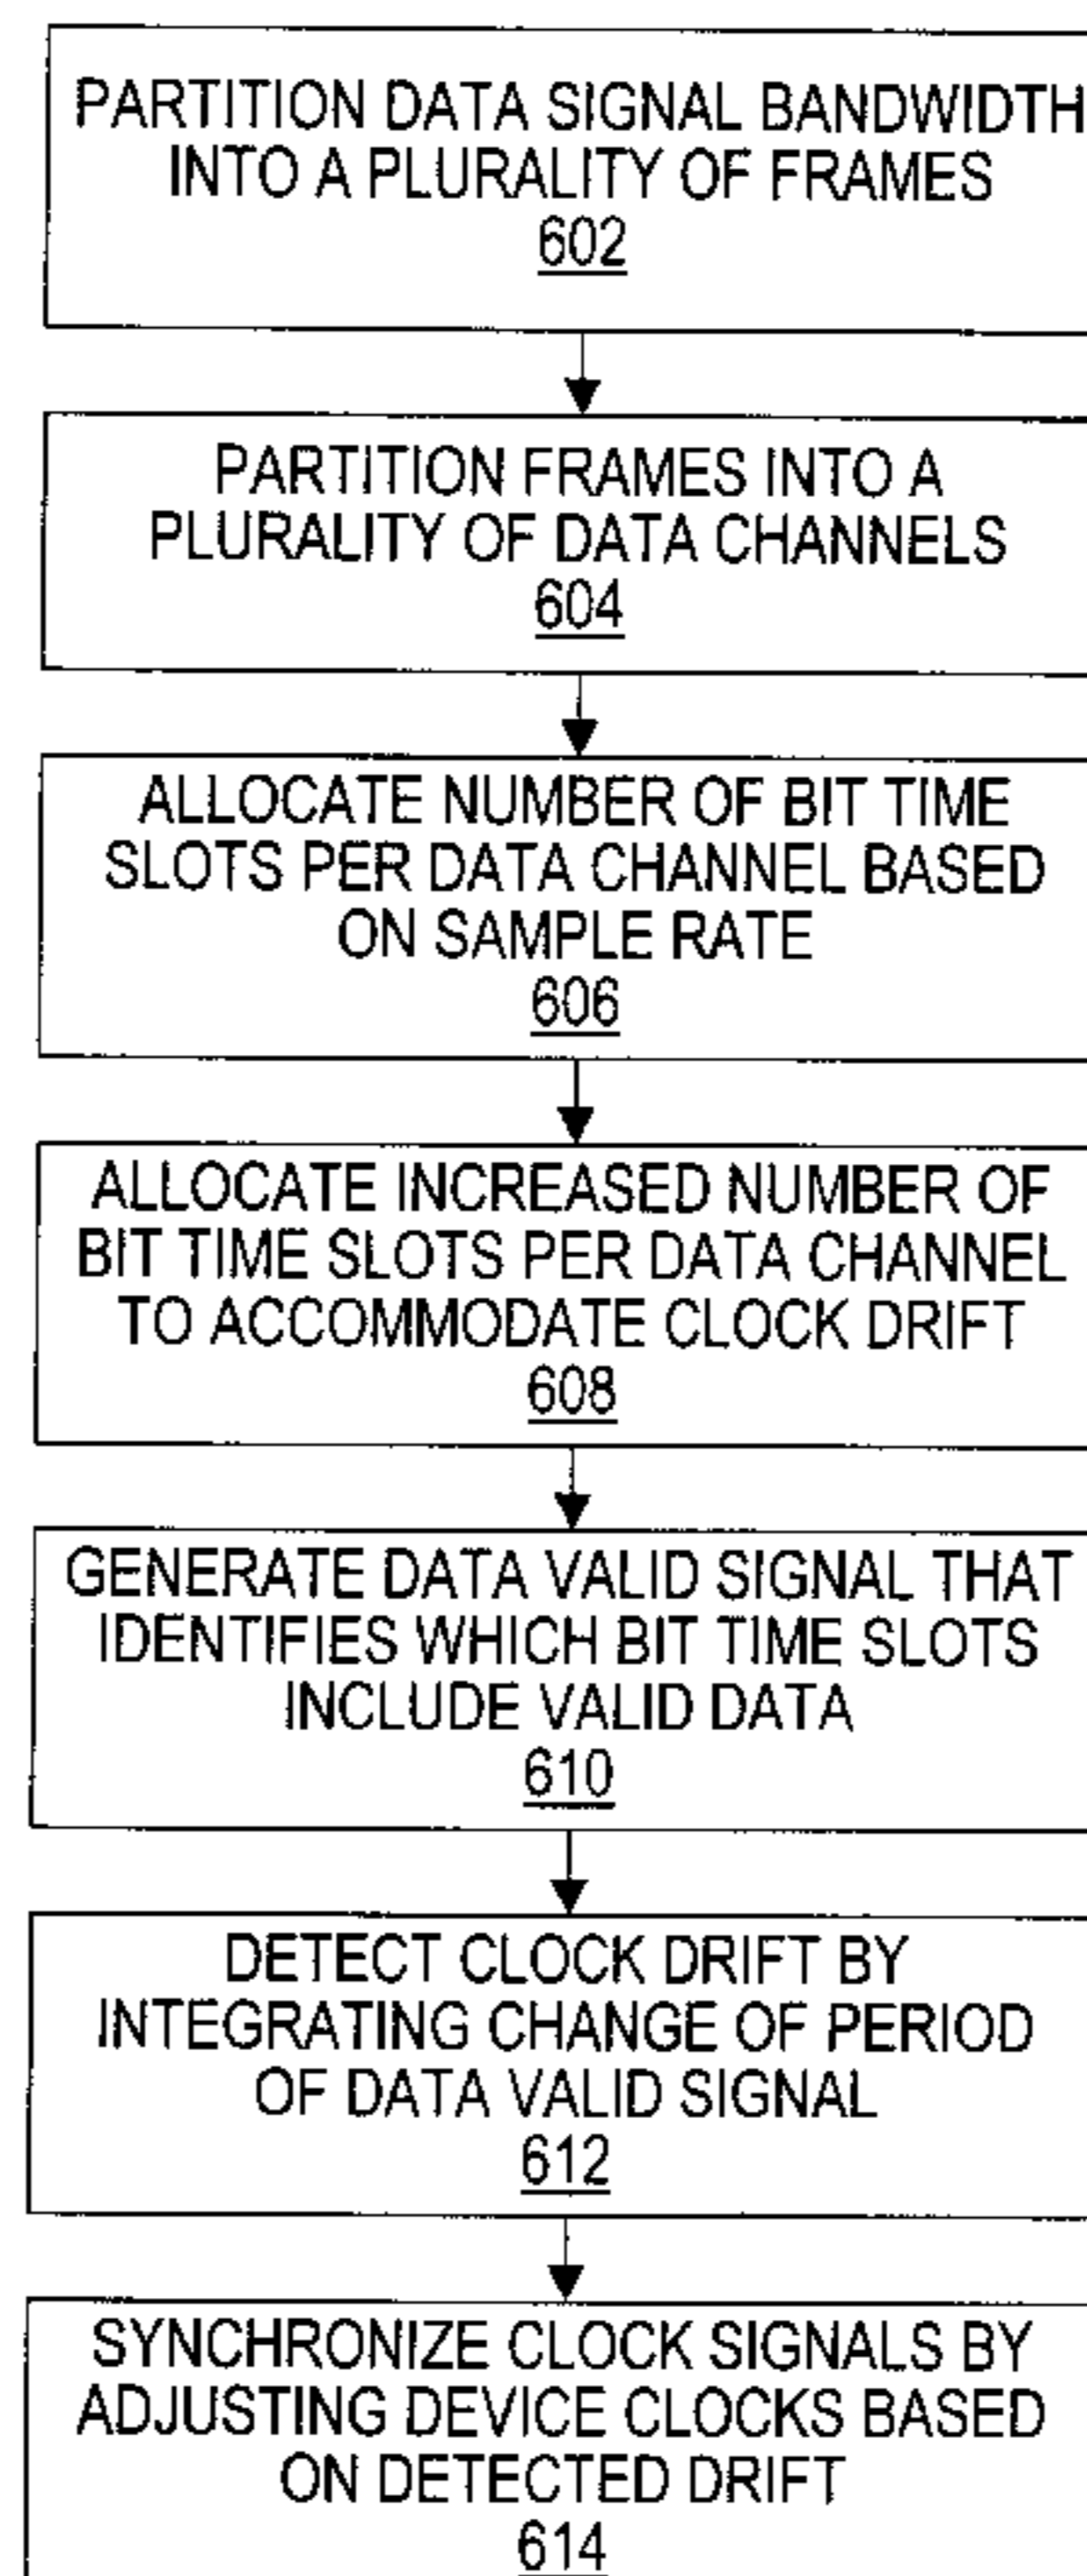 PARTITION DATA SIGNAL BANDWIDTH
INTO A PLURALITY OF FRAMES
602
PARTITION FRAMES INTO A
PLURALITY OF DATA CHANNELS
604
ALLOCATE NUMBER OF BIT TIME
SLOTS PER DATA CHANNEL BASED
ON SAMPLE RATE
606
ALLOCATE INCREASED NUMBER OF
BIT TIME SLOTS PER DATA CHANNEL
TO ACCOMMODATE CLOCK DRIFT
608
GENERATE DATA VALID SIGNAL THAT
IDENTIFIES WHICH BIT TIME SLOTS
INCLUDE VALID DATA
610
DETECT CLOCK DRIFT BY
INTEGRATING CHANGE OF PERIOD
OF DATA VALID SIGNAL
612
SYNCHRONIZE CLOCK SIGNALS BY
ADJUSTING DEVICE CLOCKS BASED
ON DETECTED DRIFT
614